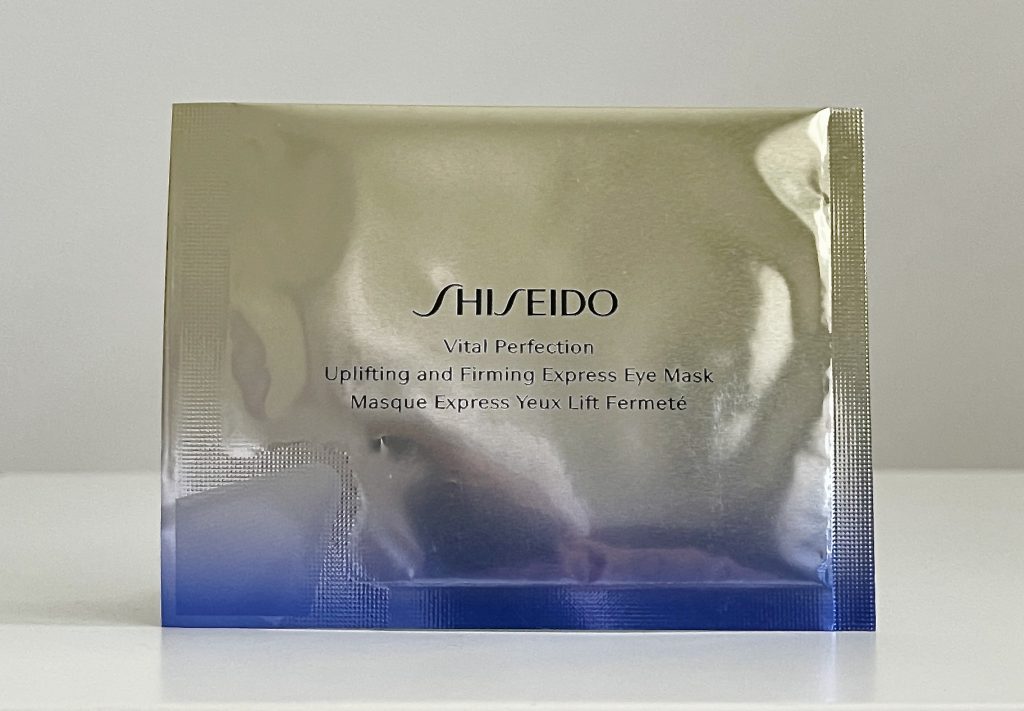 SHISEIDO
Vital Perfection
Uplifting and Firming Express Eye Mask
Masque Express Yeux Lift Fermeté